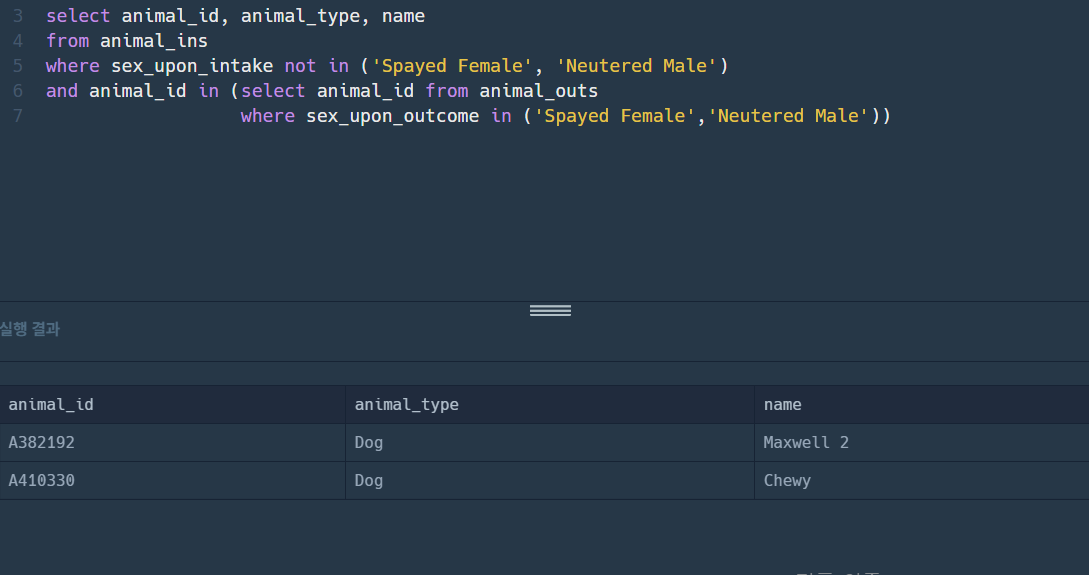 3 select animal_id, animal_type, name
4 from animal_ins
5 where sex_upon_intake not in ('Spayed Female', 'Neutered Male')
6 and animal_id in (select animal_id from animal_outs
7 where sex_upon_outcome in ('Spayed Female','Neutered Male'))
실행 결과
animal_id animal_type name
A382192 Dog Maxwell 2
A410330 Dog Chewy